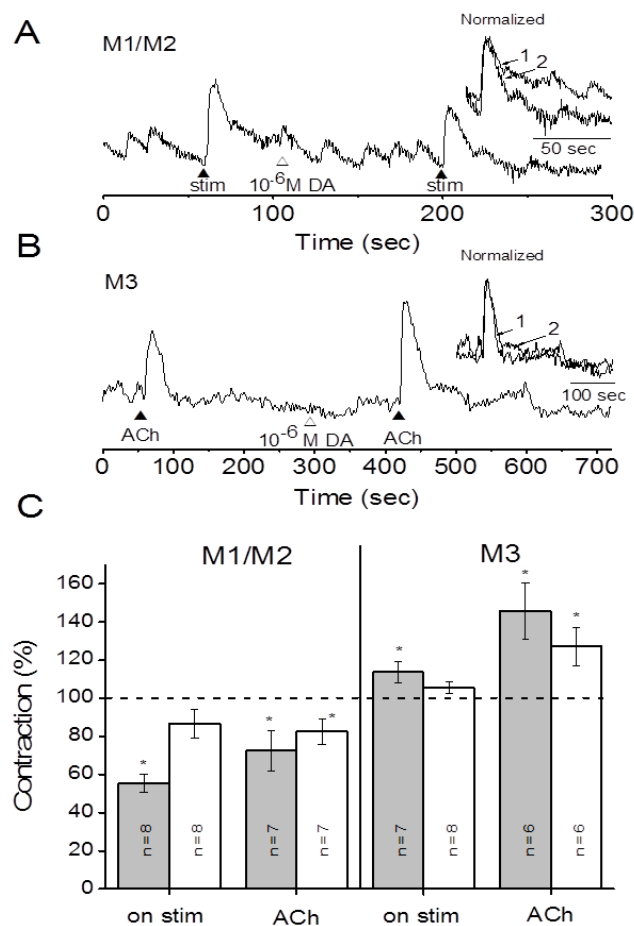 A
M1/M2
Normalized
1
2
50 sec
stim
10-6M DA
stim
0 100 200 300
Time (sec)
B
M3
Normalized
1
2
100 sec
ACh
10-6 M DA
ACh
0 100 200 300 400 500 600 700
Time (sec)
C
M1/M2
M3
Contraction (%)
160
140
120
100
80
60
40
20
0
* * * * * *
n=8
n=8
n=7
n=7
n=7
n=8
n=6
n=6
on stim
ACh
on stim
ACh